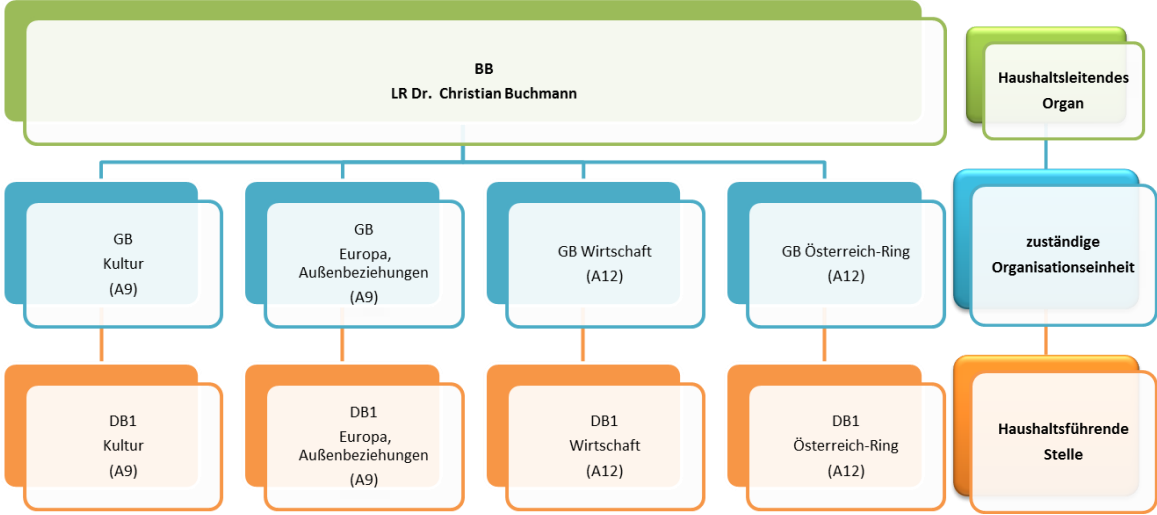 BB
LR Dr.  Christian Buchmann
Haushaltsleitendes
Organ
GB
Kultur
(A9)
GB
Europa,
Außenbeziehungen
(A9)
GB Wirtschaft
(A12)
GB Österreich-Ring
(A12)
zuständige
Organisationseinheit
DB1
Kultur
(A9)
DB1
Europa,
Außenbeziehungen
(A9)
DB1
Wirtschaft
(A12)
DB1
Österreich-Ring
(A12)
Haushaltsführende
Stelle